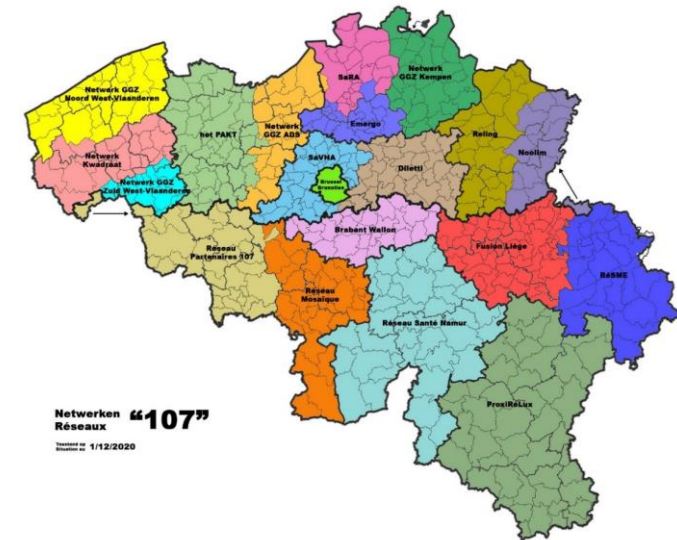 SaRA
Netwerk
GGZ Kempen
Netwerk GGZ
Noord West-Vlaanderen
het PAKT
Netwerk
GGZ ADS
Emergo
Reling
Noolim
Netwerk
Kwadraat
SaVHA
Diletti
Brussel
Bruxelles
Netwerk GGZ
Zuid West-Vlaanderen
Brabant Wallon
Réseau
Partenaires 107
Fusion Liége
RéSME
Réseau
Mosaïque
Réseau Santé Namur
ProxiRéLux
Netwerken
Réseaux
“107”
Toestand op
Situation au
1/12/2020